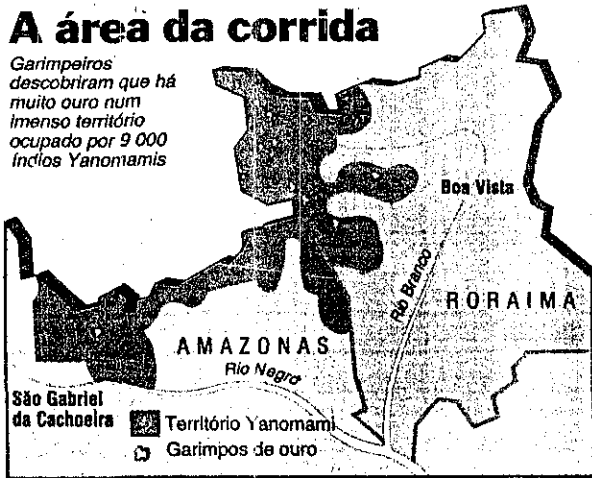 A área da corrida
Garimpeiros
descobriram que há
muito ouro num
imenso território
ocupado por 9 000
índios Yanomamis
Boa Vista
Rio Branco
RORAIMA
AMAZONAS
Rio Negro
São Gabriel
da Cachoeira
Território Yanomami
Garimpos de ouro